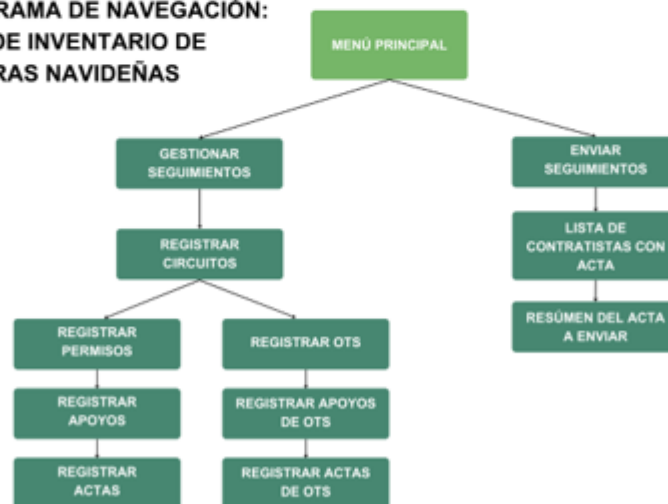 RAMA DE NAVEGACIÓN:
DE INVENTARIO DE
RAS NAVIDEÑAS
MENÚ PRINCIPAL
GESTIONAR
SEGUIMIENTOS
ENVIAR
SEGUIMIENTOS
REGISTRAR
CIRCUITOS
LISTA DE
CONTRATISTAS CON
ACTA
REGISTRAR
PERMISOS
REGISTRAR OTS
RESÚMEN DEL ACTA
A ENVIAR
REGISTRAR
APOYOS
REGISTRAR APOYOS
DE OTS
REGISTRAR
ACTAS
REGISTRAR ACTAS
DE OTS